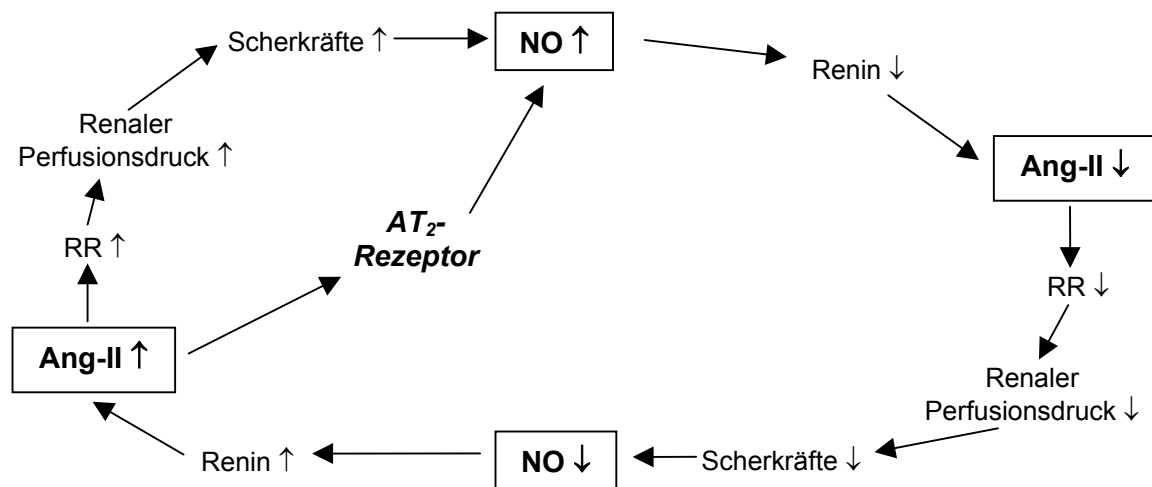 Scherkräfte ↑
NO ↑
Renin ↓
Renaler
Perfusionsdruck ↑
Ang-II ↓
AT₂-
Rezeptor
RR ↑
RR ↓
Ang-II ↑
Renaler
Perfusionsdruck ↓
Renin ↑
NO ↓
Scherkräfte ↓